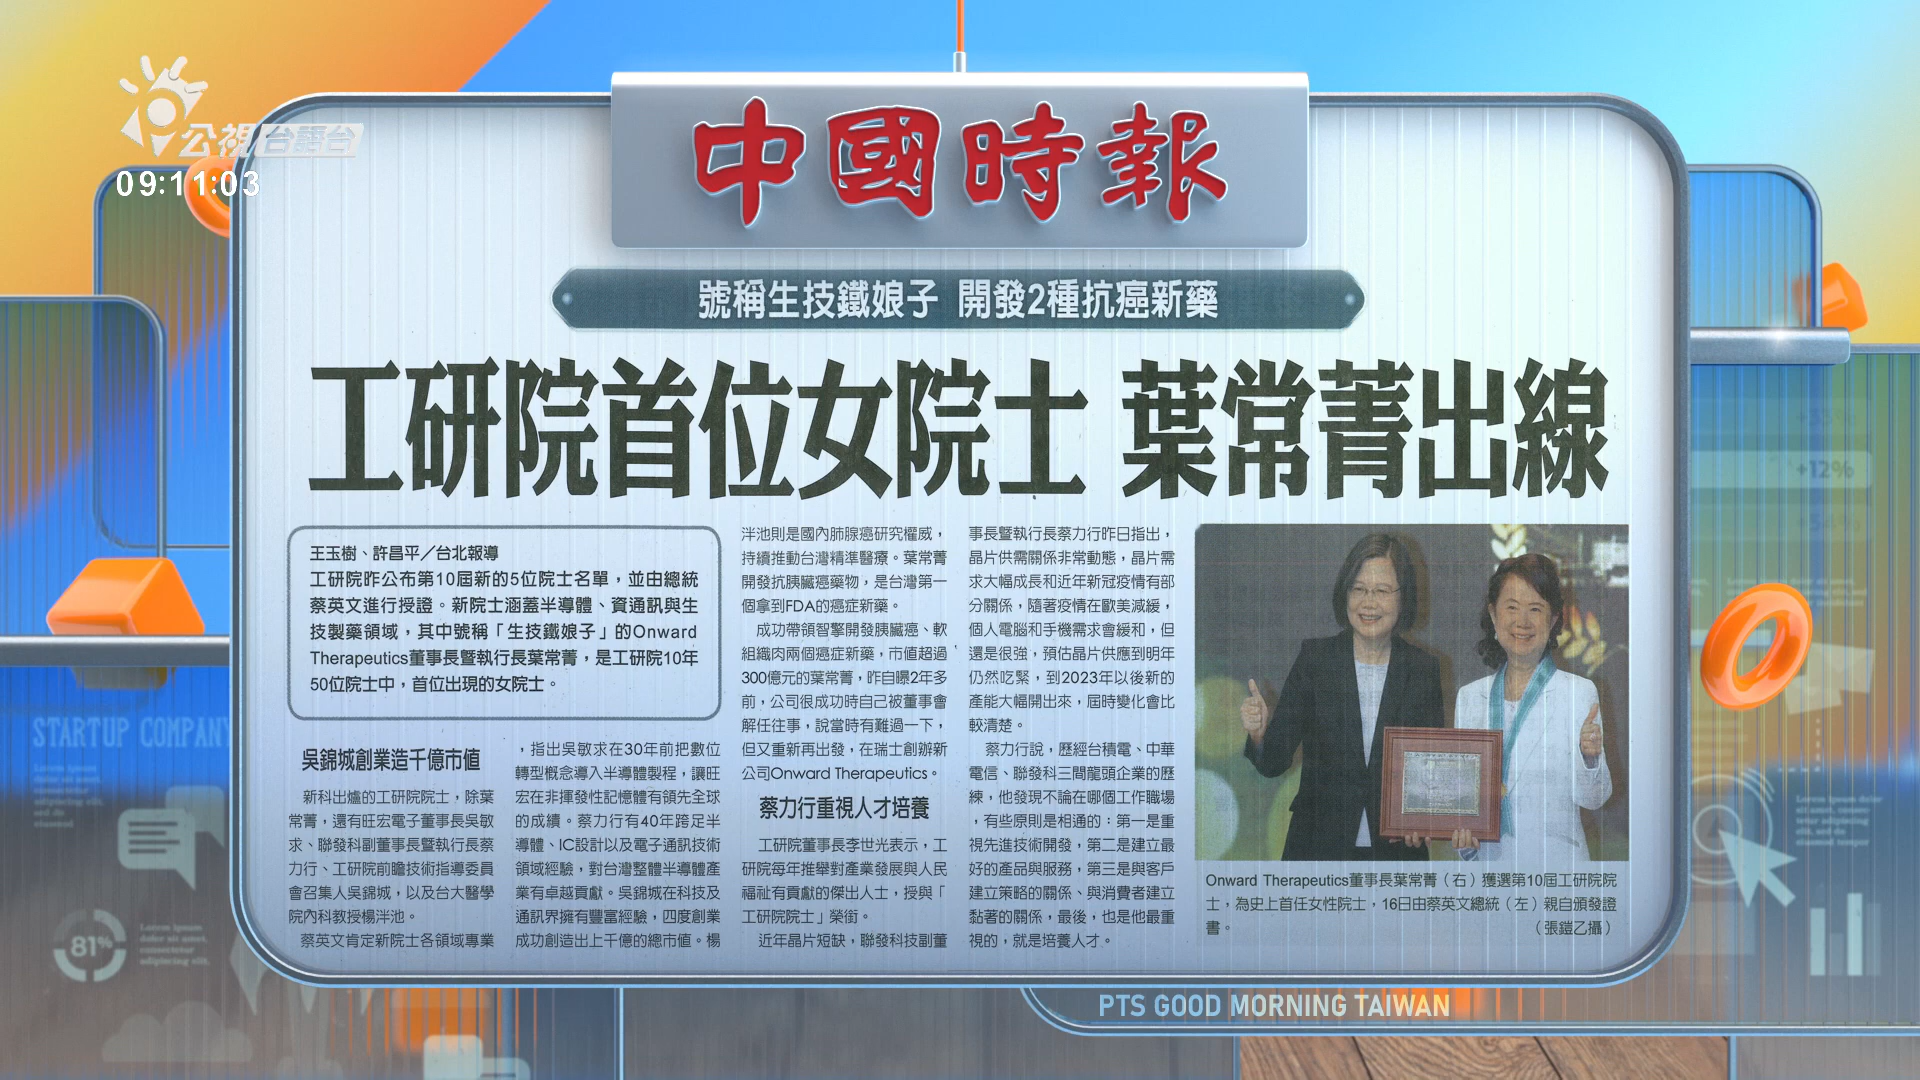 公視台語台
09:11:03
中國時報
號稱生技鐵娘子 開發2種抗癌新藥
工研院首位女院士 葉常菁出線
王玉樹、許昌平／台北報導
工研院昨公布第10屆新的5位院士名單，並由總統
蔡英文進行授證。新院士涵蓋半導體、資通訊與生
技製藥領域，其中號稱「生技鐵娘子」的Onward
Therapeutics董事長暨執行長葉常菁，是工研院10年
50位院士中，首位出現的女院士。
吳錦城創業造千億市值
新科出爐的工研院院士，除葉
常菁，還有旺宏電子董事長吳敏
求、聯發科副董事長暨執行長蔡
力行、工研院前瞻技術指導委員
會召集人吳錦城，以及台大醫學
院內科教授楊泮池。
蔡英文肯定新院士各領域專業
，指出吳敏求在30年前把數位
轉型概念導入半導體製程，讓旺
宏在非揮發性記憶體有領先全球
的成績。蔡力行有40年跨足半
導體、IC設計以及電子通訊技術
領域經驗，對台灣整體半導體產
業有卓越貢獻。吳錦城在科技及
通訊界擁有豐富經驗，四度創業
成功創造出上千億的總市值。楊
泮池則是國內肺腺癌研究權威，
持續推動台灣精準醫療。葉常菁
開發抗胰臟癌藥物，是台灣第一
個拿到FDA的癌症新藥。
成功帶領智擎開發胰臟癌、軟
組織肉兩個癌症新藥，市值超過
300億元的葉常菁，昨自曝2年多
前，公司很成功時自己被董事會
解任往事，說當時有難過一下，
但又重新再出發，在瑞士創辦新
公司Onward Therapeutics。
蔡力行重視人才培養
工研院董事長李世光表示，工
研院每年推舉對產業發展與人民
福祉有貢獻的傑出人士，授與「
工研院院士」榮銜。
近年晶片短缺，聯發科技副董
事長暨執行長蔡力行昨日指出，
晶片供需關係非常動態，晶片需
求大幅成長和近年新冠疫情有部
分關係，隨著疫情在歐美減緩，
個人電腦和手機需求會緩和，但
還是很強，預估晶片供應到明年
仍然吃緊，到2023年以後新的
產能大幅開出來，屆時變化會比
較清楚。
蔡力行說，歷經台積電、中華
電信、聯發科三間龍頭企業的歷
練，他發現不論在哪個工作職場
，有些原則是相通的：第一是重
視先進技術開發，第二是建立最
好的產品與服務，第三是與客戶
建立策略的關係、與消費者建立
黏著的關係，最後，也是他最重
視的，就是培養人才。
Onward Therapeutics董事長葉常菁（右）獲選第10屆工研院院
士，為史上首任女性院士，16日由蔡英文總統（左）親自頒發證
書。（張鎧乙攝）
STARTUP COMPANY
81%
+12%
PTS GOOD MORNING TAIWAN